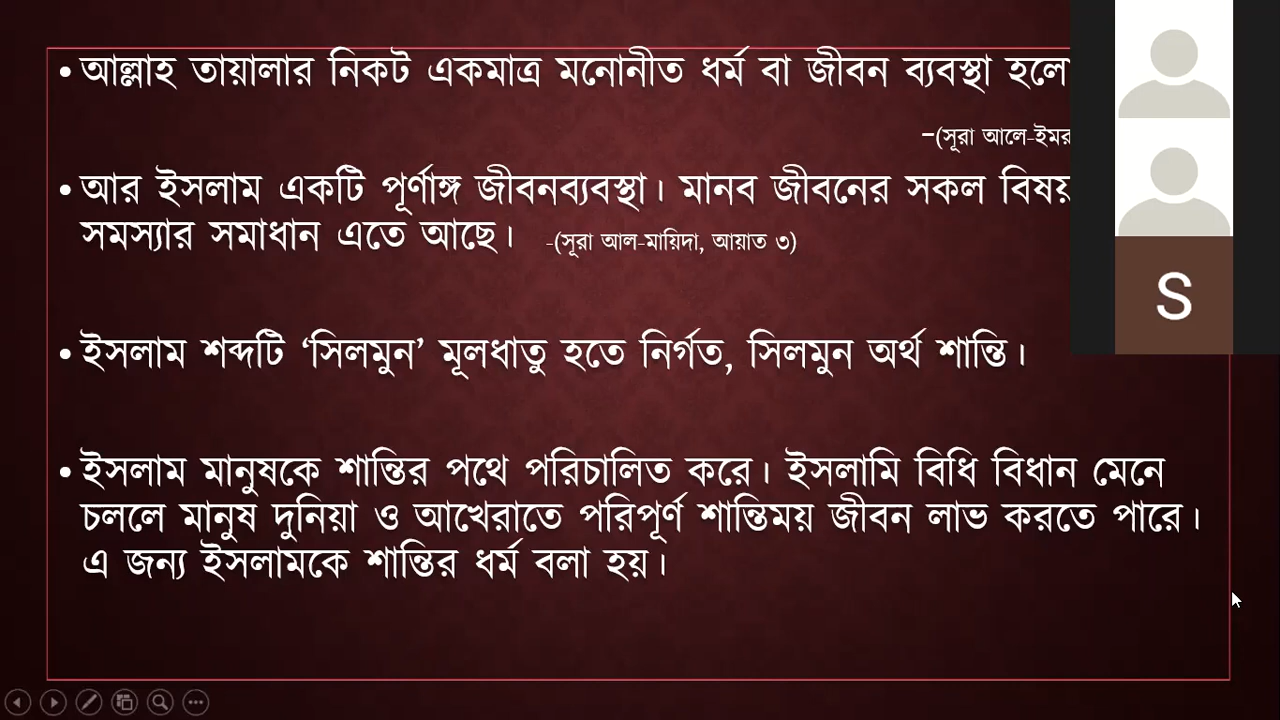 • আল্লাহ তায়ালার নিকট একমাত্র মনোনীত ধর্ম বা জীবন ব্যবস্থা হলো
–(সূরা আলে-ইমর
• আর ইসলাম একটি পূর্ণাঙ্গ জীবনব্যবস্থা। মানব জীবনের সকল বিষয়
সমস্যার সমাধান এতে আছে। -(সূরা আল-মায়িদা, আয়াত ৩)
S
• ইসলাম শব্দটি ‘সিলমুন’ মূলধাতু হতে নির্গত, সিলমুন অর্থ শান্তি।
• ইসলাম মানুষকে শান্তির পথে পরিচালিত করে। ইসলামি বিধি বিধান মেনে
চললে মানুষ দুনিয়া ও আখেরাতে পরিপূর্ণ শান্তিময় জীবন লাভ করতে পারে।
এ জন্য ইসলামকে শান্তির ধর্ম বলা হয়।